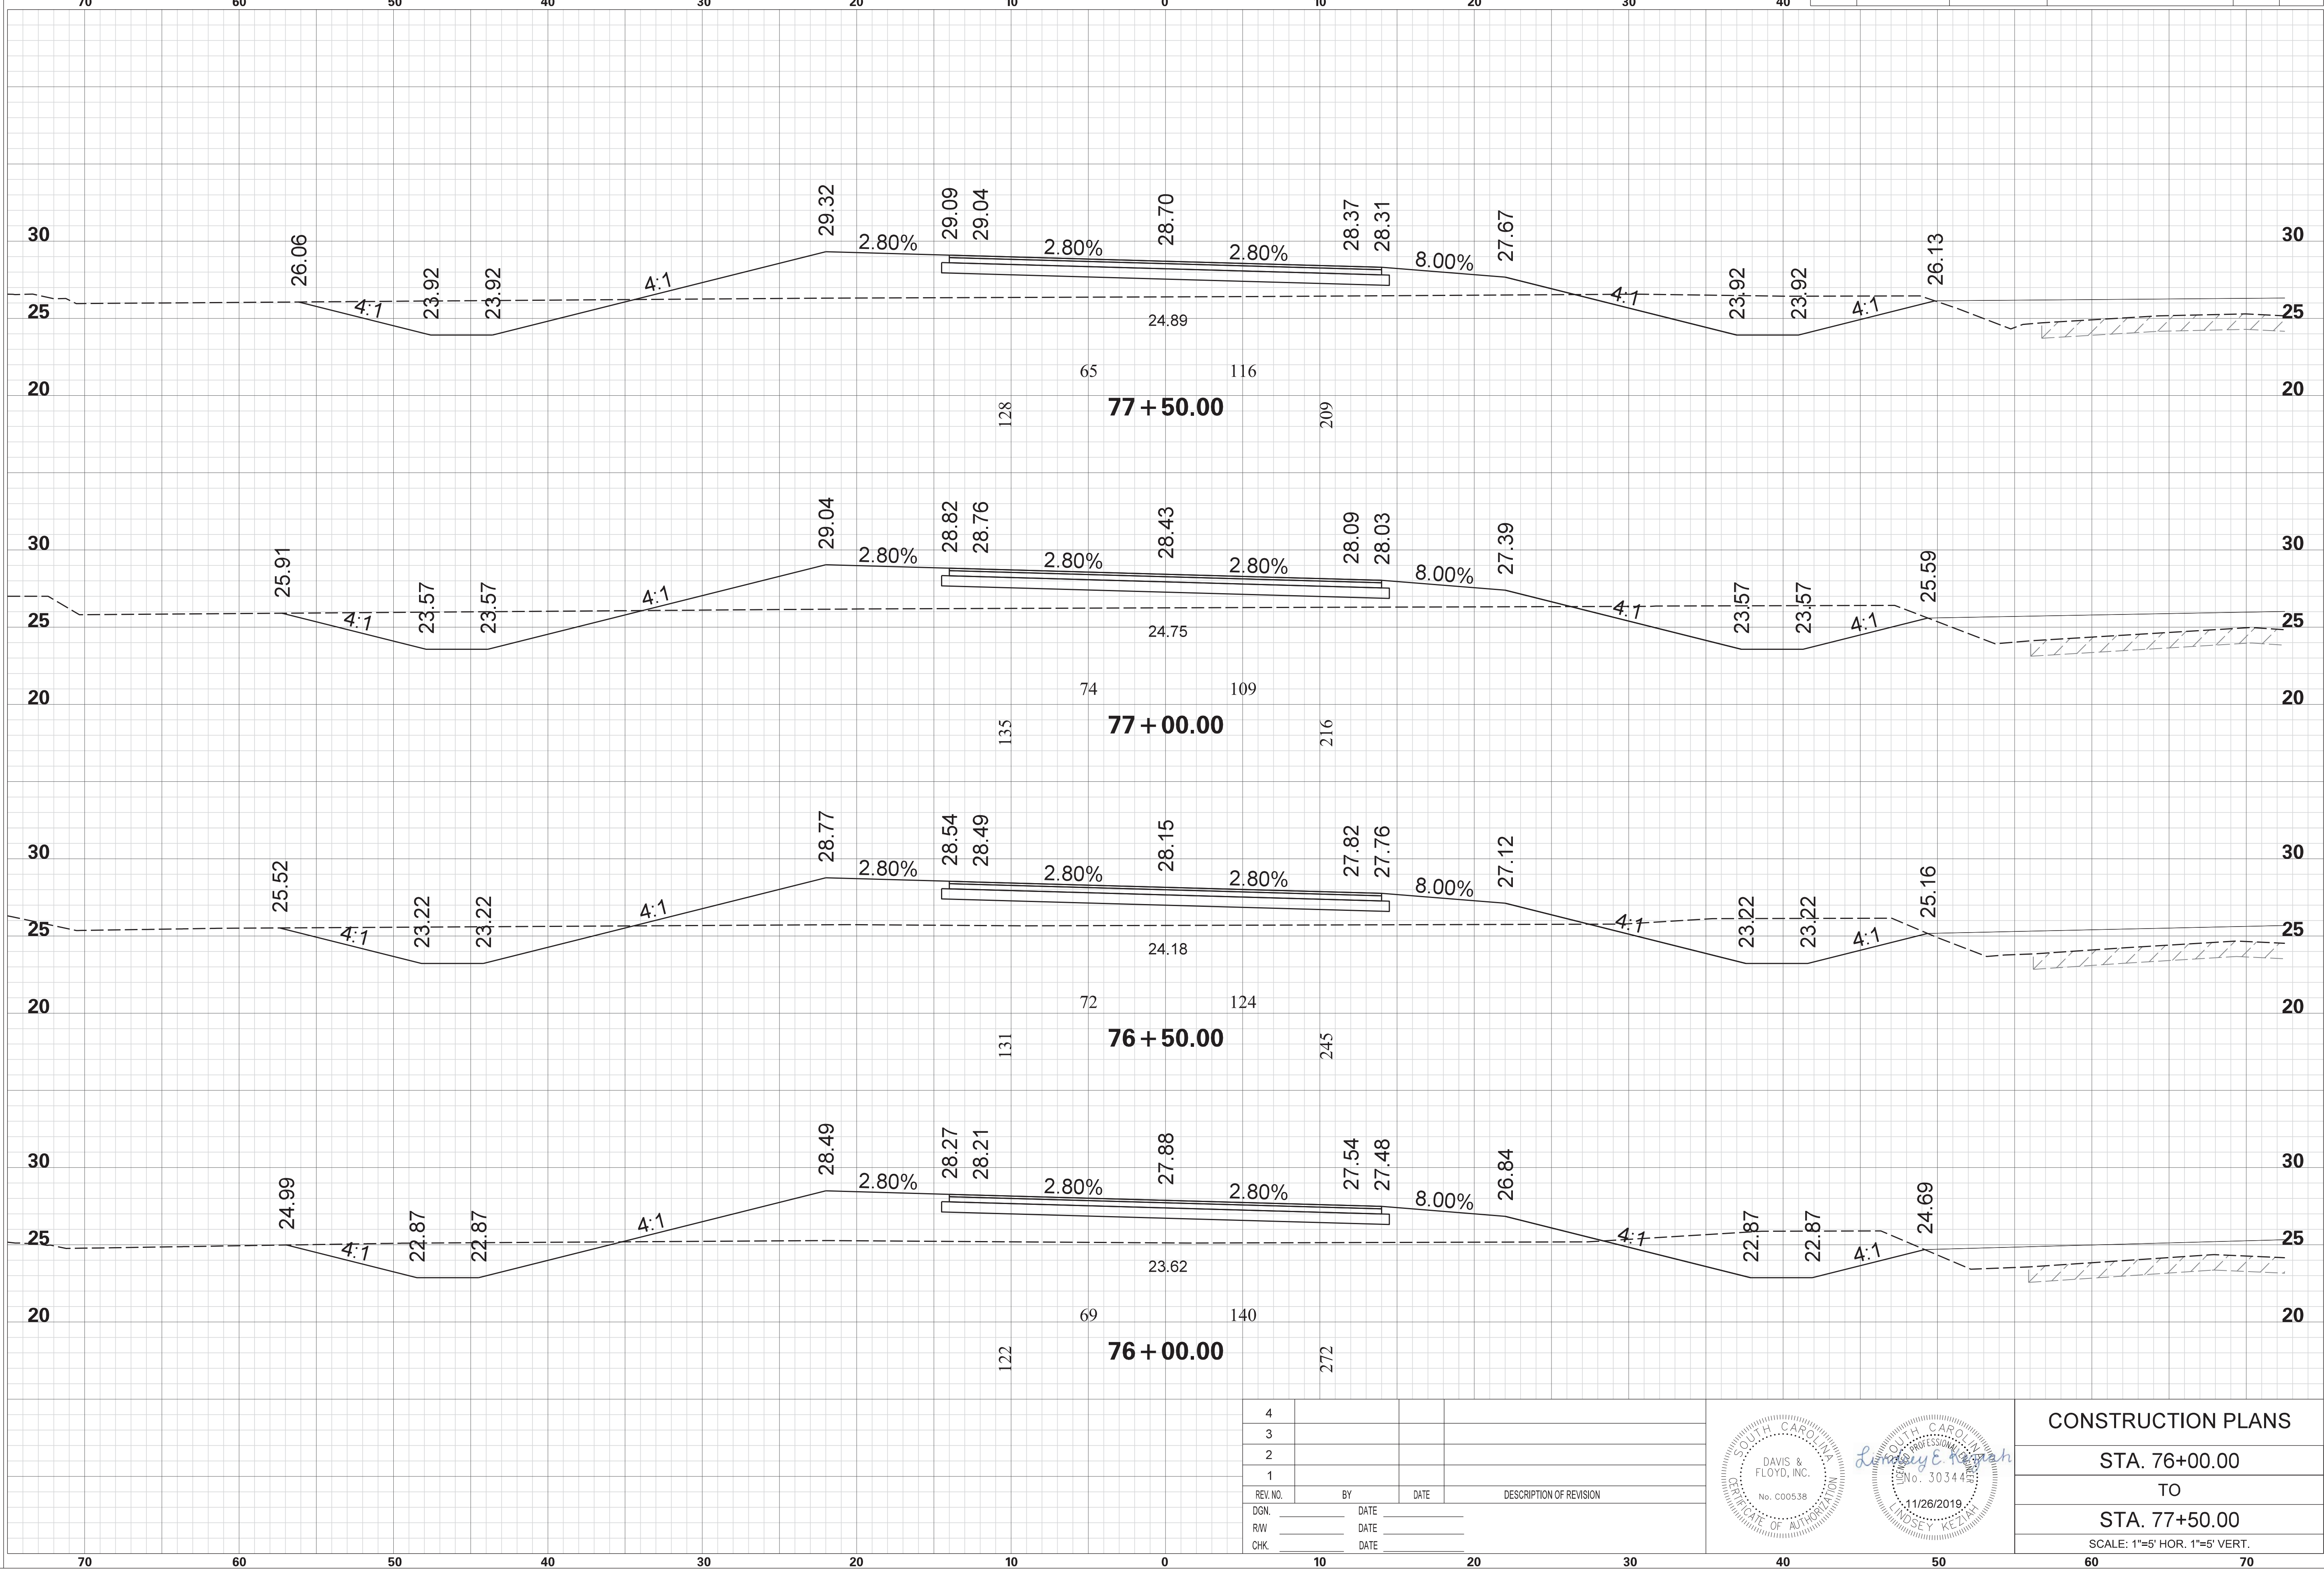 70 60 50 40 30 20 10 0 10 20 30 40
29.32 29.09 29.04 28.70 28.37 28.31 27.67
30 26.06 2.80% 2.80% 2.80% 8.00% 26.13 30
4:1 23.92 23.92 4:1 4:1 23.92 23.92 4:1
25 24.89 25
65 116
20 20
128 77+50.00 209
29.04 28.82 28.76 28.43 28.09 28.03 27.39
30 25.91 2.80% 2.80% 2.80% 8.00% 25.59 30
4:1 23.57 23.57 4:1 4:1 23.57 23.57 4:1
25 24.75 25
74 109
20 20
135 77+00.00 216
28.77 28.54 28.49 28.15 27.82 27.76 27.12
30 25.52 2.80% 2.80% 2.80% 8.00% 25.16 30
4:1 23.22 23.22 4:1 4:1 23.22 23.22 4:1
25 24.18 25
72 124
20 20
131 76+50.00 245
28.49 28.27 28.21 27.88 27.54 27.48 26.84
30 24.99 2.80% 2.80% 2.80% 8.00% 24.69 30
4:1 22.87 22.87 4:1 4:1 22.87 22.87 4:1
25 23.62 25
69 140
20 20
122 76+00.00 272
4
3
2
1
REV. NO. BY DATE DESCRIPTION OF REVISION
DGN. DATE
R/W DATE
CHK. DATE
SOUTH CAROLINA
DAVIS &
FLOYD, INC.
No. C00538
CERTIFICATE OF AUTHORIZATION
SOUTH CAROLINA
LICENSED PROFESSIONAL ENGINEER
Lindsey E. Keziah
No. 30344
11/26/2019
LINDSEY KEZIAH
CONSTRUCTION PLANS
STA. 76+00.00
TO
STA. 77+50.00
SCALE: 1"=5' HOR. 1"=5' VERT.
70 60 50 40 30 20 10 0 10 20 30 40 50 60 70